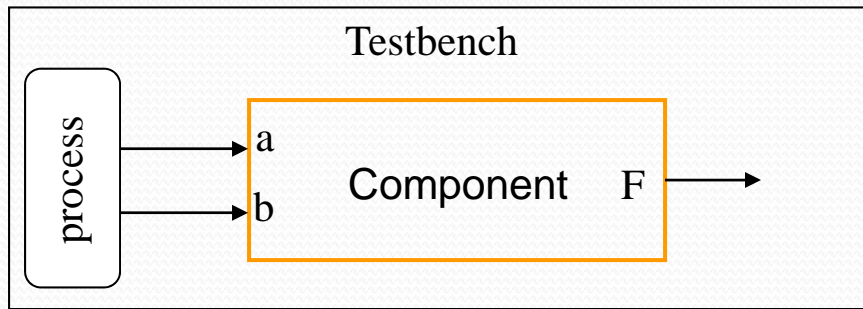 Testbench
process
a
b
Component
F